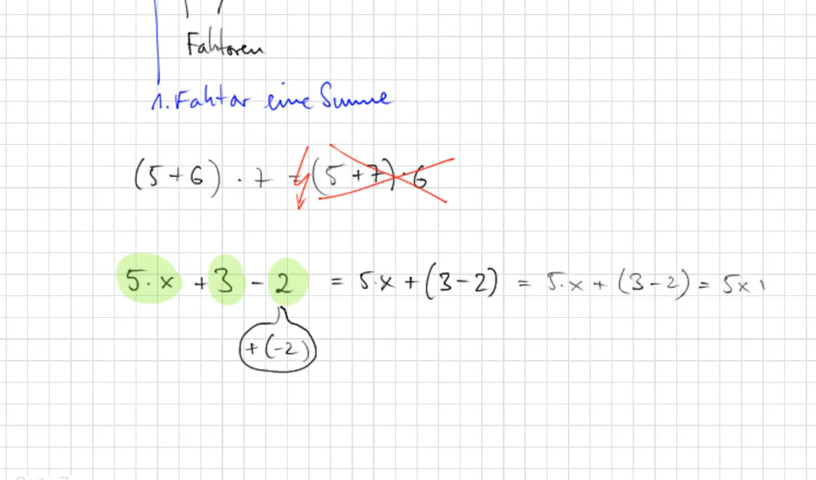 Faktoren
1. Faktor eine Summe
(5+6) · 7 + (5+7) · 6
5·x + 3 - 2 = 5·x + (3-2) = 5·x + (3-2) = 5x
+(-2)